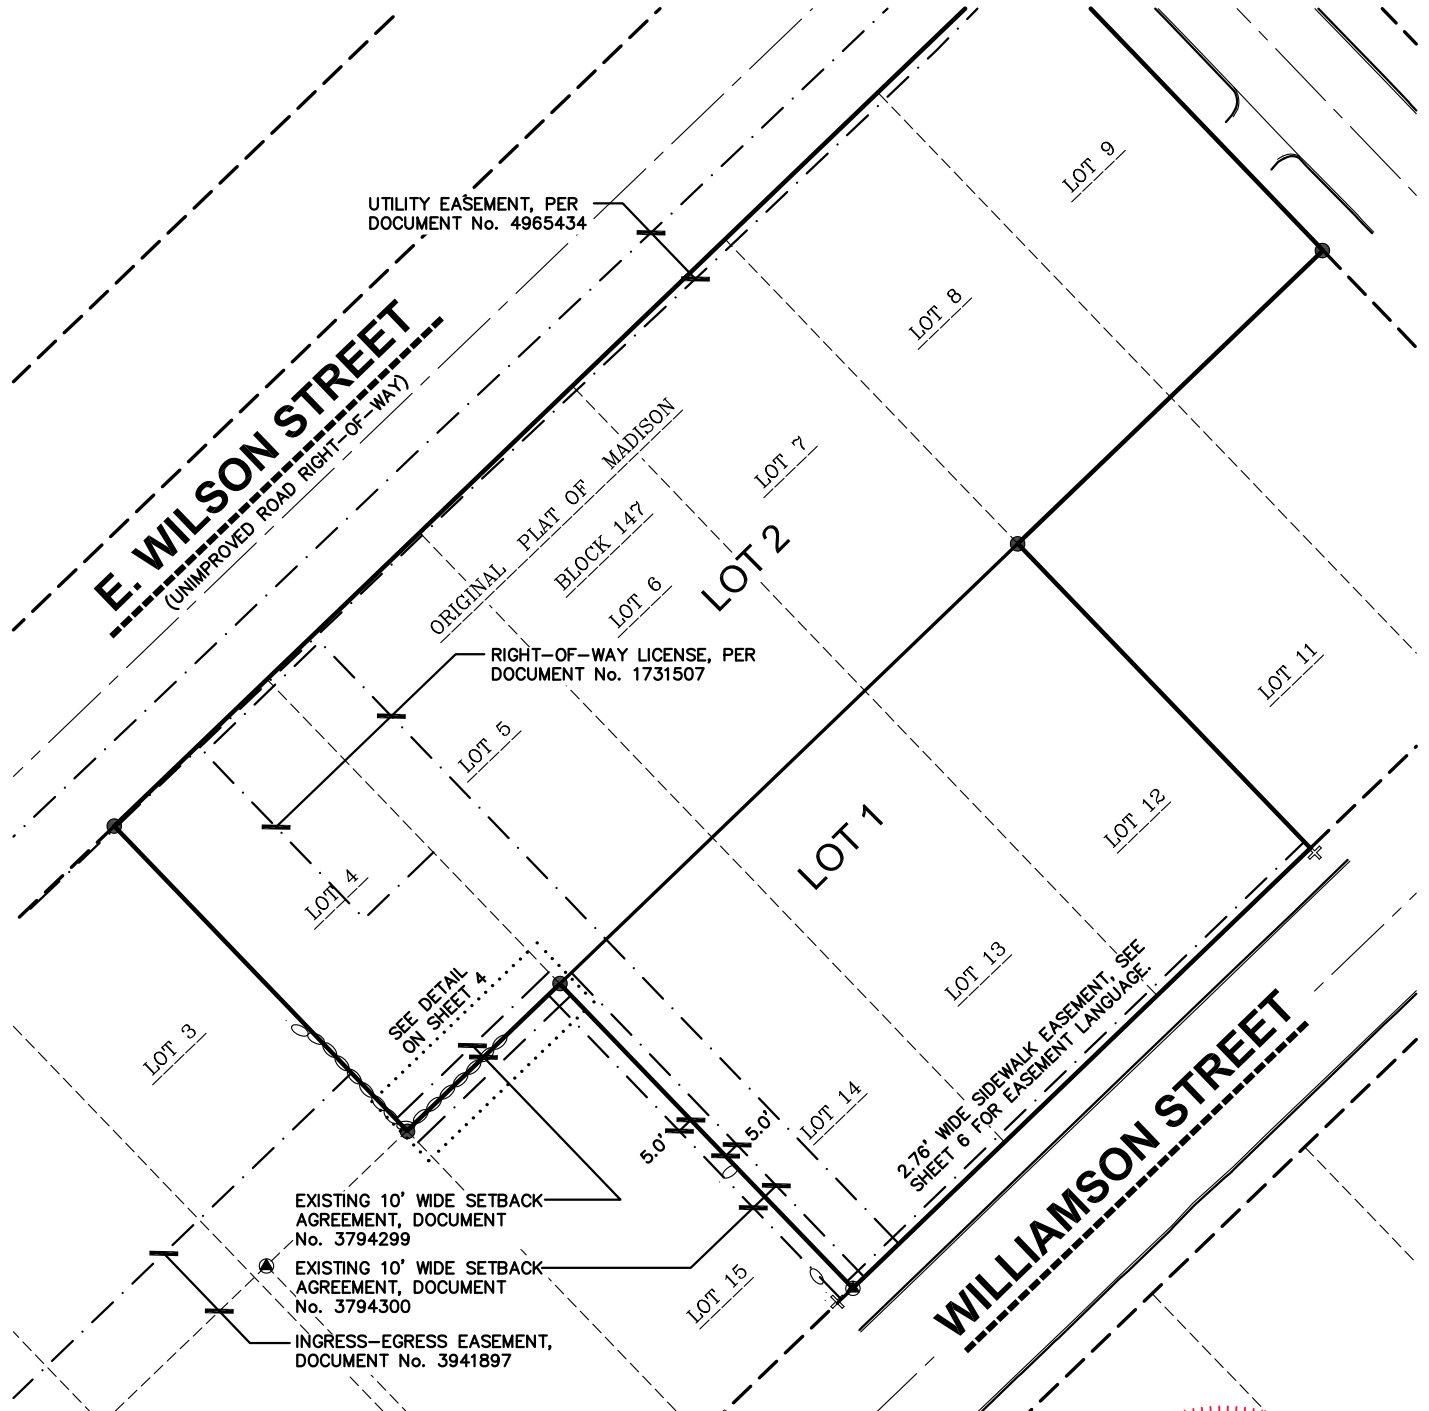 LOT 9
UTILITY EASEMENT, PER
DOCUMENT No. 4965434
LOT 8
E. WILSON STREET
(UNIMPROVED ROAD RIGHT-OF-WAY)
ORIGINAL PLAT OF MADISON
BLOCK 147
LOT 7
LOT 6
LOT 2
RIGHT-OF-WAY LICENSE, PER
DOCUMENT No. 1731507
LOT 11
LOT 5
LOT 12
LOT 1
LOT 4
LOT 13
SEE DETAIL
ON SHEET 4
LOT 3
2.76' WIDE SIDEWALK EASEMENT, SEE
SHEET 6 FOR EASEMENT LANGUAGE.
LOT 14
5.0'
5.0'
WILLIAMSON STREET
EXISTING 10' WIDE SETBACK
AGREEMENT, DOCUMENT
No. 3794299
EXISTING 10' WIDE SETBACK
AGREEMENT, DOCUMENT
No. 3794300
LOT 15
INGRESS-EGRESS EASEMENT,
DOCUMENT No. 3941897